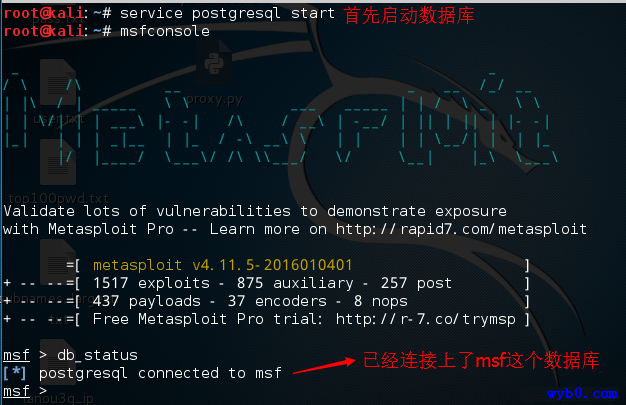 root@kali:~# service postgresql start 首先启动数据库
root@kali:~# msfconsole
proxy.py
user.txt
METASPLOIT
top100pwd.txt
Validate lots of vulnerabilities to demonstrate exposure
with Metasploit Pro -- Learn more on http://rapid7.com/metasploit
=[ metasploit v4.11.5-2016010401 ]
+ -- --=[ 1517 exploits - 875 auxiliary - 257 post ]
+ -- --=[ 437 payloads - 37 encoders - 8 nops ]
+ -- --=[ Free Metasploit Pro trial: http://r-7.co/trymsp ]
msf > db_status
[*] postgresql connected to msf 已经连接上了msf这个数据库
msf >
wyb0.com